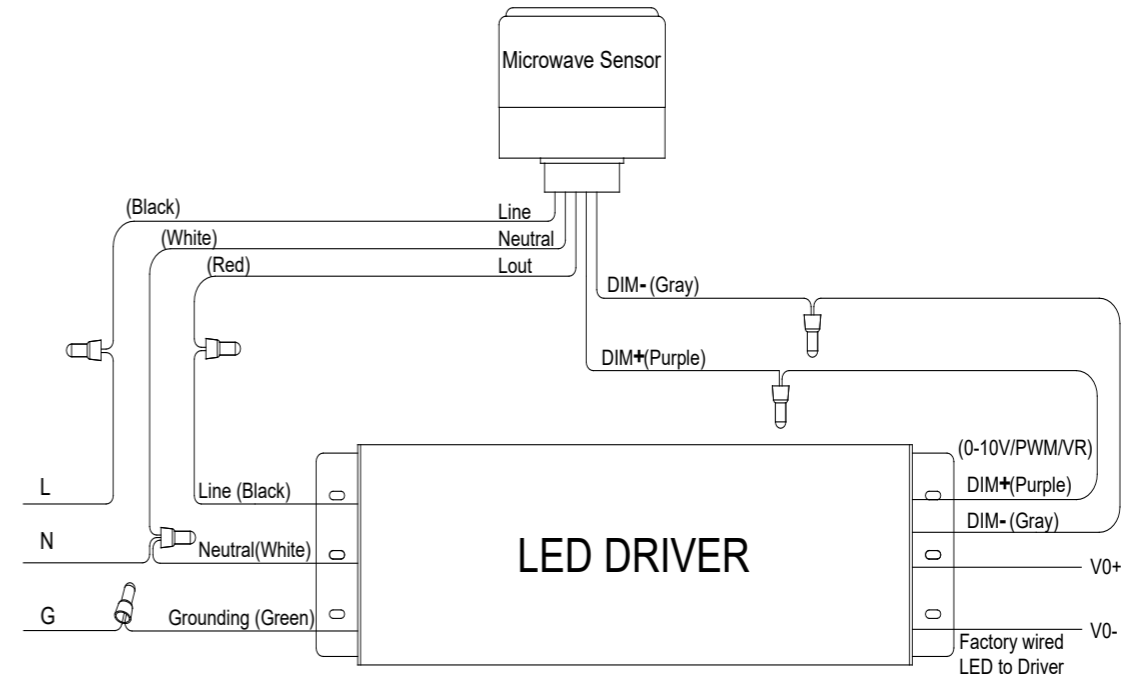 Microwave Sensor
(Black)
Line
(White)
Neutral
(Red)
Lout
DIM- (Gray)
DIM+(Purple)
(0-10V/PWM/VR)
L
Line (Black)
DIM+(Purple)
DIM- (Gray)
N
Neutral(White)
LED DRIVER
V0+
G
Grounding (Green)
V0-
Factory wired
LED to Driver